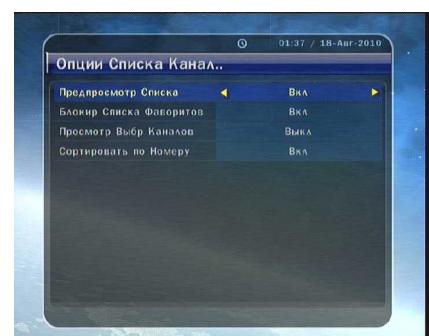 01:37 / 18-Авг-2010
Опции Списка Канал..
Предпросмотр Списка Вкл
Блокир Списка Фаворитов Вкл
Просмотр Выбр Каналов Выкл
Сортировать по Номеру Вкл